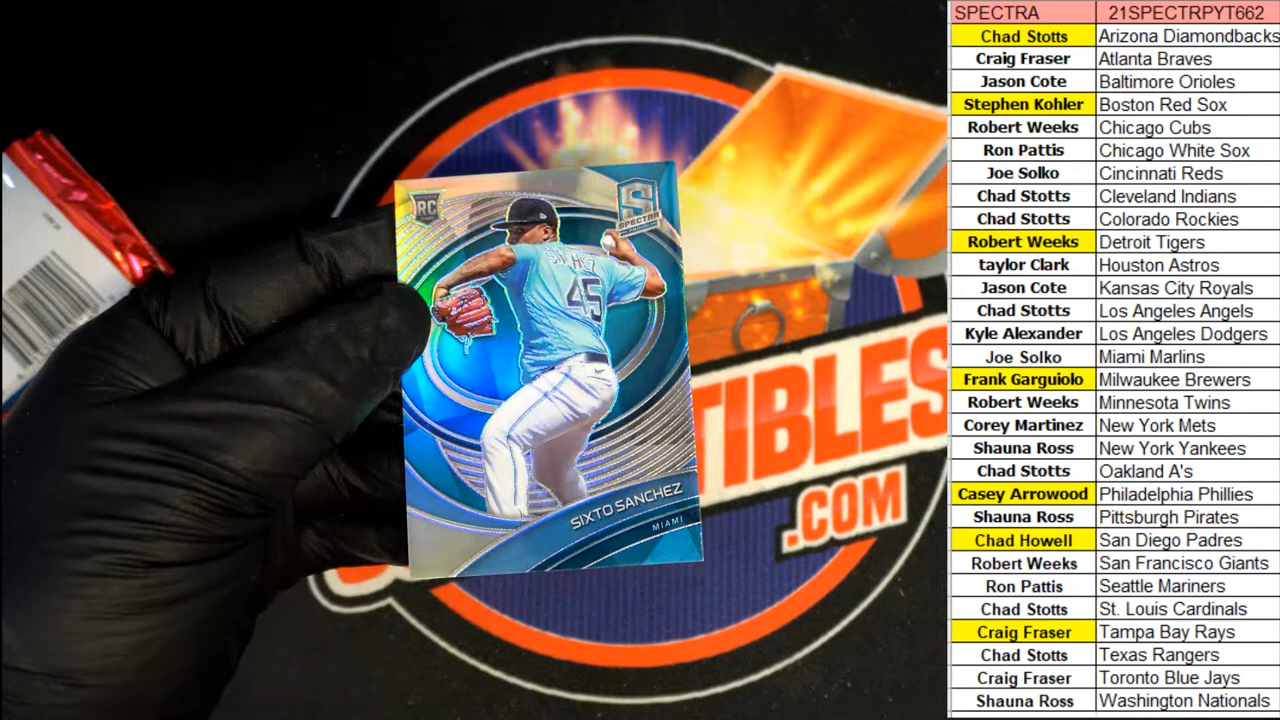 RC
SPECTRA
SANCHEZ
45
SIXTO SANCHEZ
MIAMI
TIBLES
.COM
SPECTRA 21SPECTRPYT662
Chad Stotts Arizona Diamondbacks
Craig Fraser Atlanta Braves
Jason Cote Baltimore Orioles
Stephen Kohler Boston Red Sox
Robert Weeks Chicago Cubs
Ron Pattis Chicago White Sox
Joe Solko Cincinnati Reds
Chad Stotts Cleveland Indians
Chad Stotts Colorado Rockies
Robert Weeks Detroit Tigers
taylor Clark Houston Astros
Jason Cote Kansas City Royals
Chad Stotts Los Angeles Angels
Kyle Alexander Los Angeles Dodgers
Joe Solko Miami Marlins
Frank Garguiolo Milwaukee Brewers
Robert Weeks Minnesota Twins
Corey Martinez New York Mets
Shauna Ross New York Yankees
Chad Stotts Oakland A's
Casey Arrowood Philadelphia Phillies
Shauna Ross Pittsburgh Pirates
Chad Howell San Diego Padres
Robert Weeks San Francisco Giants
Ron Pattis Seattle Mariners
Chad Stotts St. Louis Cardinals
Craig Fraser Tampa Bay Rays
Chad Stotts Texas Rangers
Craig Fraser Toronto Blue Jays
Shauna Ross Washington Nationals